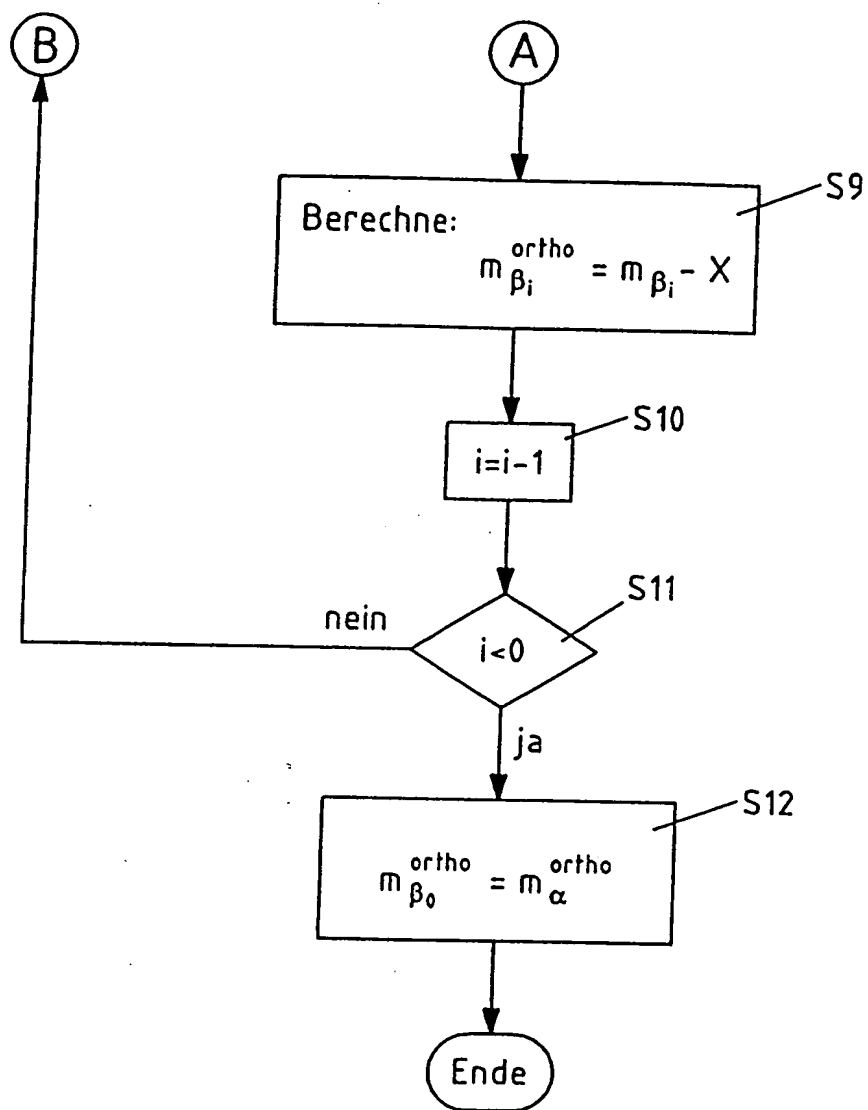 B
A
S9
Berechne:
m_{β_i}^{ortho} = m_{β_i} - X
S10
i=i-1
S11
nein
i<0
ja
S12
m_{β_0}^{ortho} = m_α^{ortho}
Ende